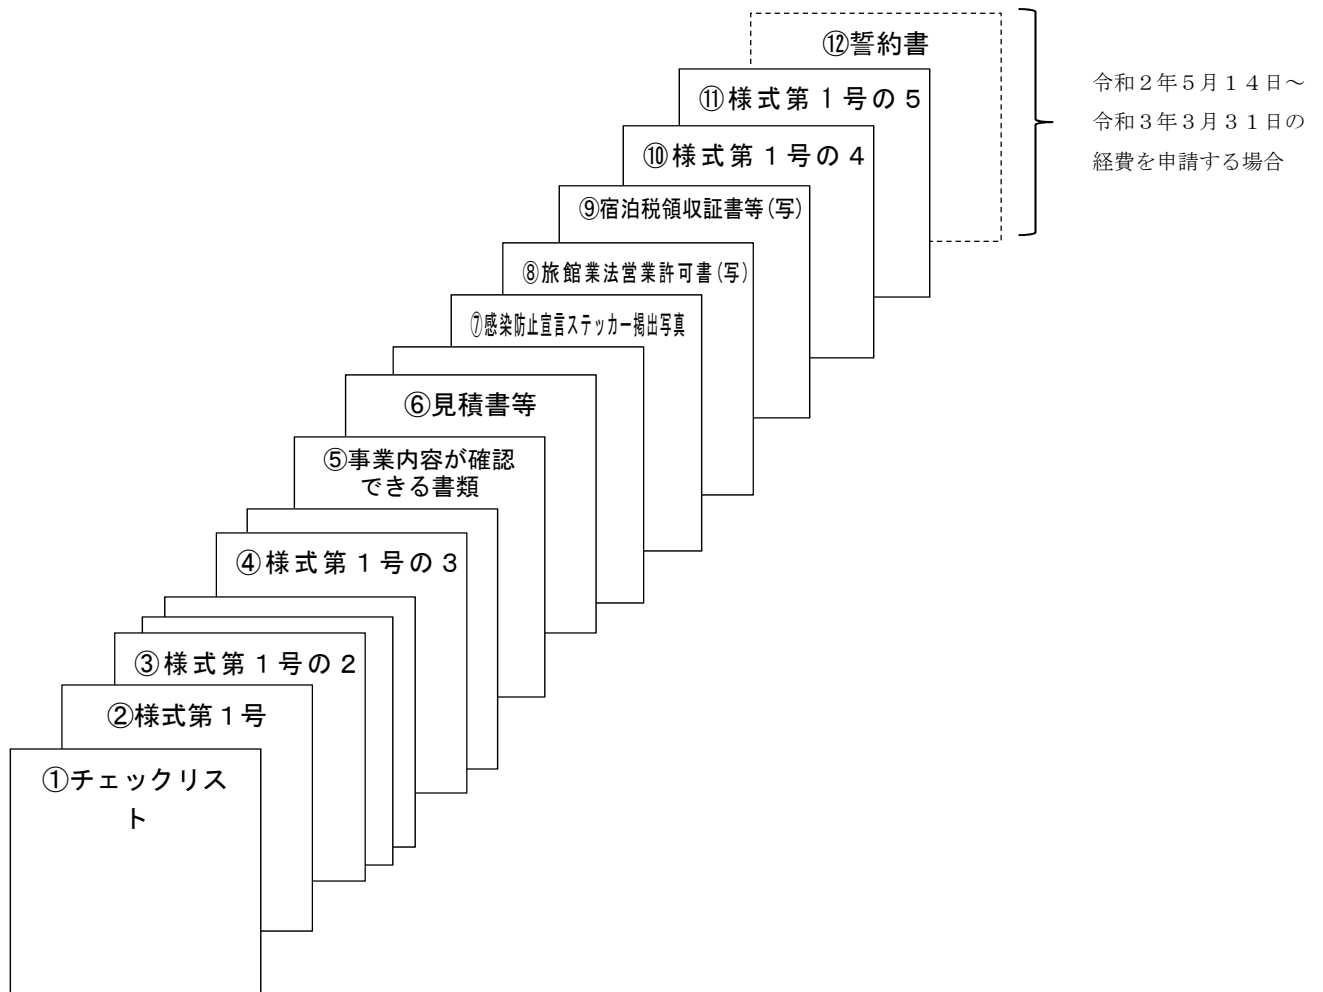 ⑫誓約書
令和２年５月１４日～
令和３年３月３１日の
経費を申請する場合
⑪様式第１号の５
⑩様式第１号の４
⑨宿泊税領収証書等(写)
⑧旅館業法営業許可書(写)
⑦感染防止宣言ステッカー掲出写真
⑥見積書等
⑤事業内容が確認
できる書類
④様式第１号の３
③様式第１号の２
②様式第１号
①チェックリス
ト